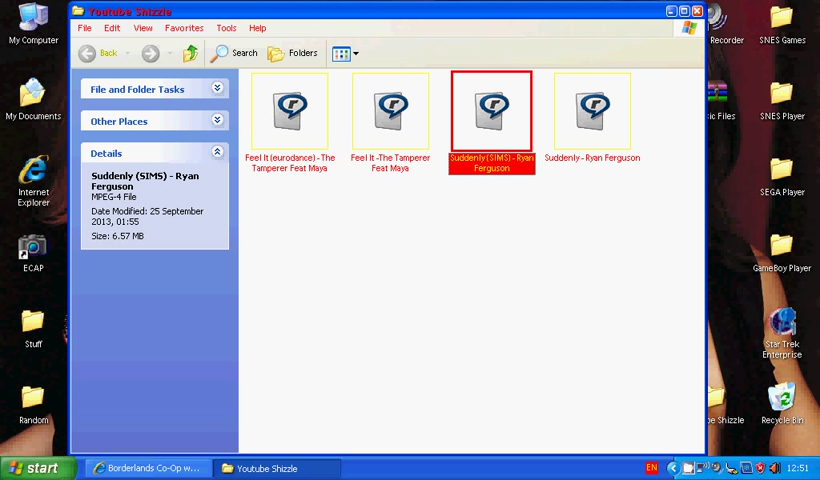 Youtube Shizzle
File Edit View Favorites Tools Help
Back Search Folders
File and Folder Tasks
Other Places
Details
Suddenly (SIMS) - Ryan
Ferguson
MPEG-4 File
Date Modified: 25 September
2013, 01:55
Size: 6.57 MB
Feel It (eurodance) - The
Tamperer Feat Maya
Feel It -The Tamperer
Feat Maya
Suddenly (SIMS) - Ryan
Ferguson
Suddenly - Ryan Ferguson
My Computer
My Documents
Internet
Explorer
ECAP
Stuff
Random
Recorder
sic Files
be Shizzle
SNES Games
SNES Player
SEGA Player
GameBoy Player
Star Trek
Enterprise
Recycle Bin
start
Borderlands Co-Op w...
Youtube Shizzle
EN
12:51